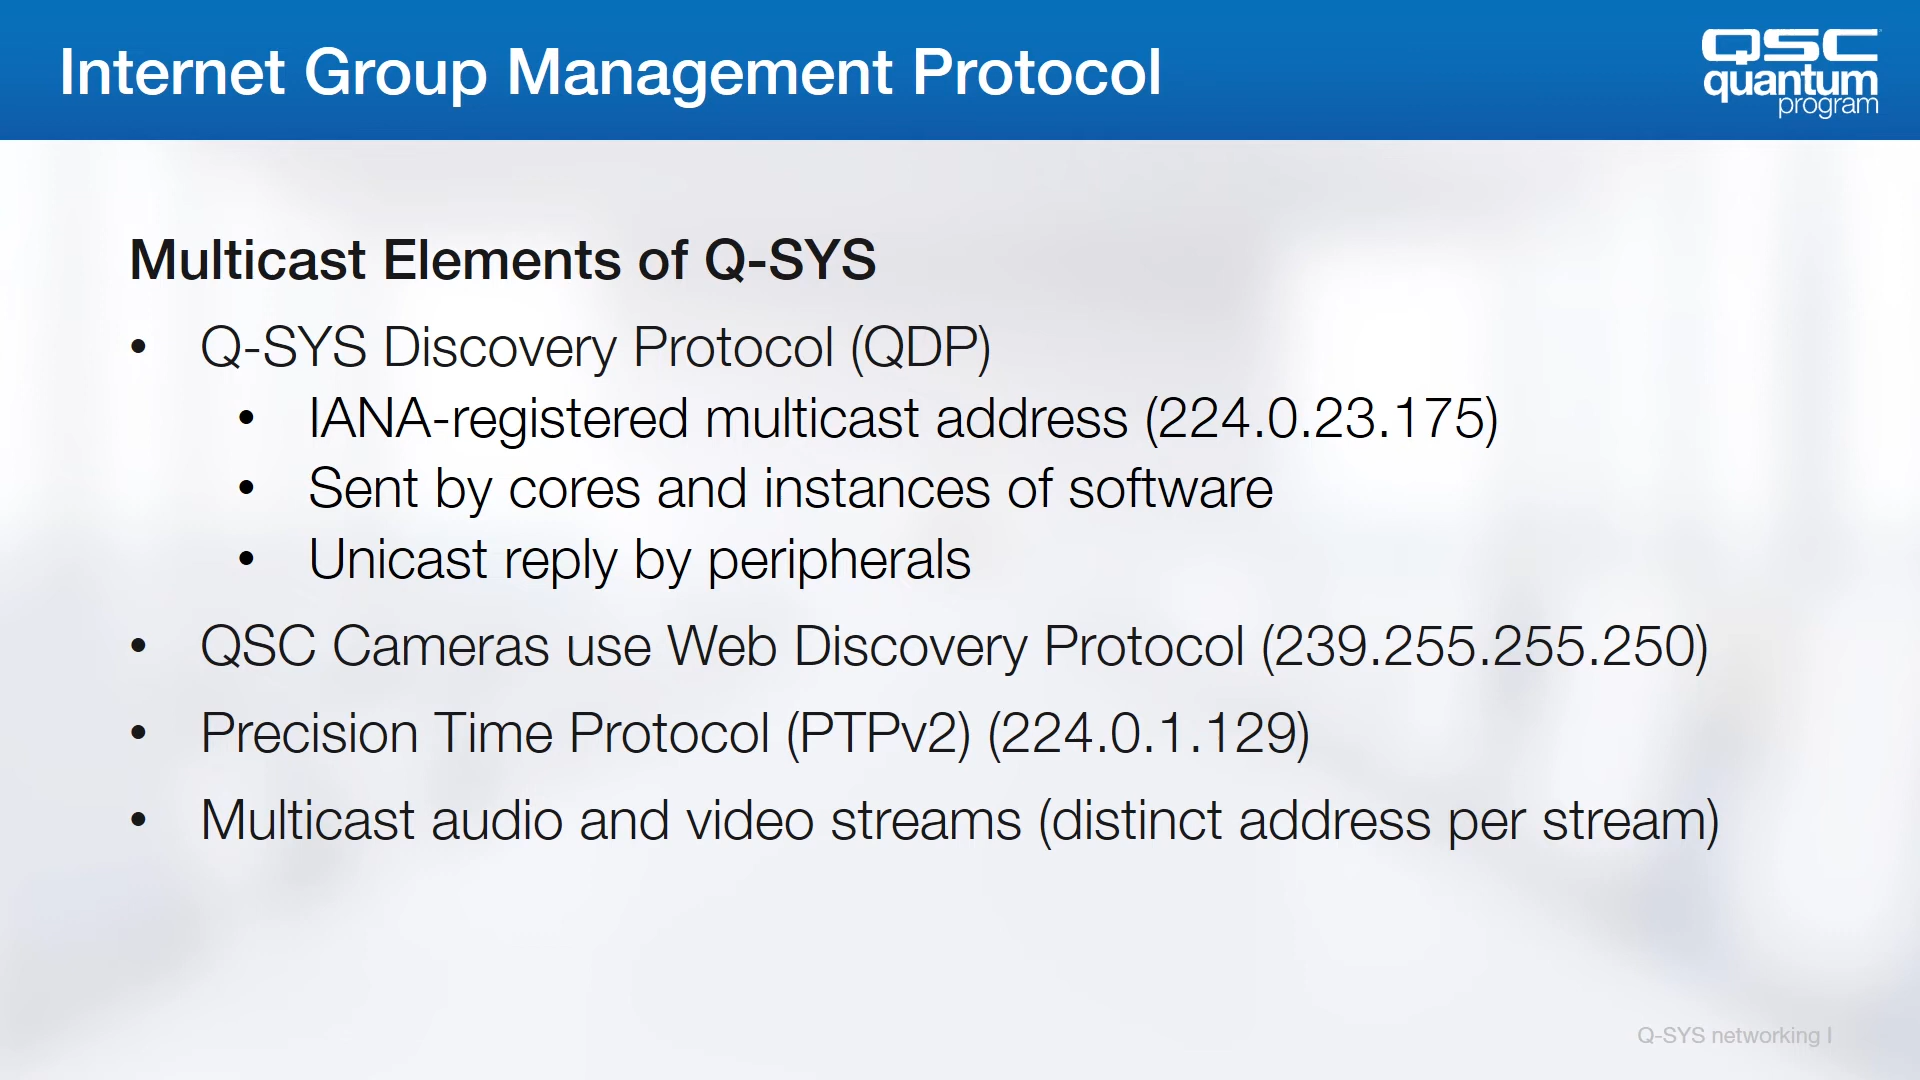 Internet Group Management Protocol
QSC
quantum
program
Multicast Elements of Q-SYS
• Q-SYS Discovery Protocol (QDP)
• IANA-registered multicast address (224.0.23.175)
• Sent by cores and instances of software
• Unicast reply by peripherals
• QSC Cameras use Web Discovery Protocol (239.255.255.250)
• Precision Time Protocol (PTPv2) (224.0.1.129)
• Multicast audio and video streams (distinct address per stream)
Q-SYS networking I